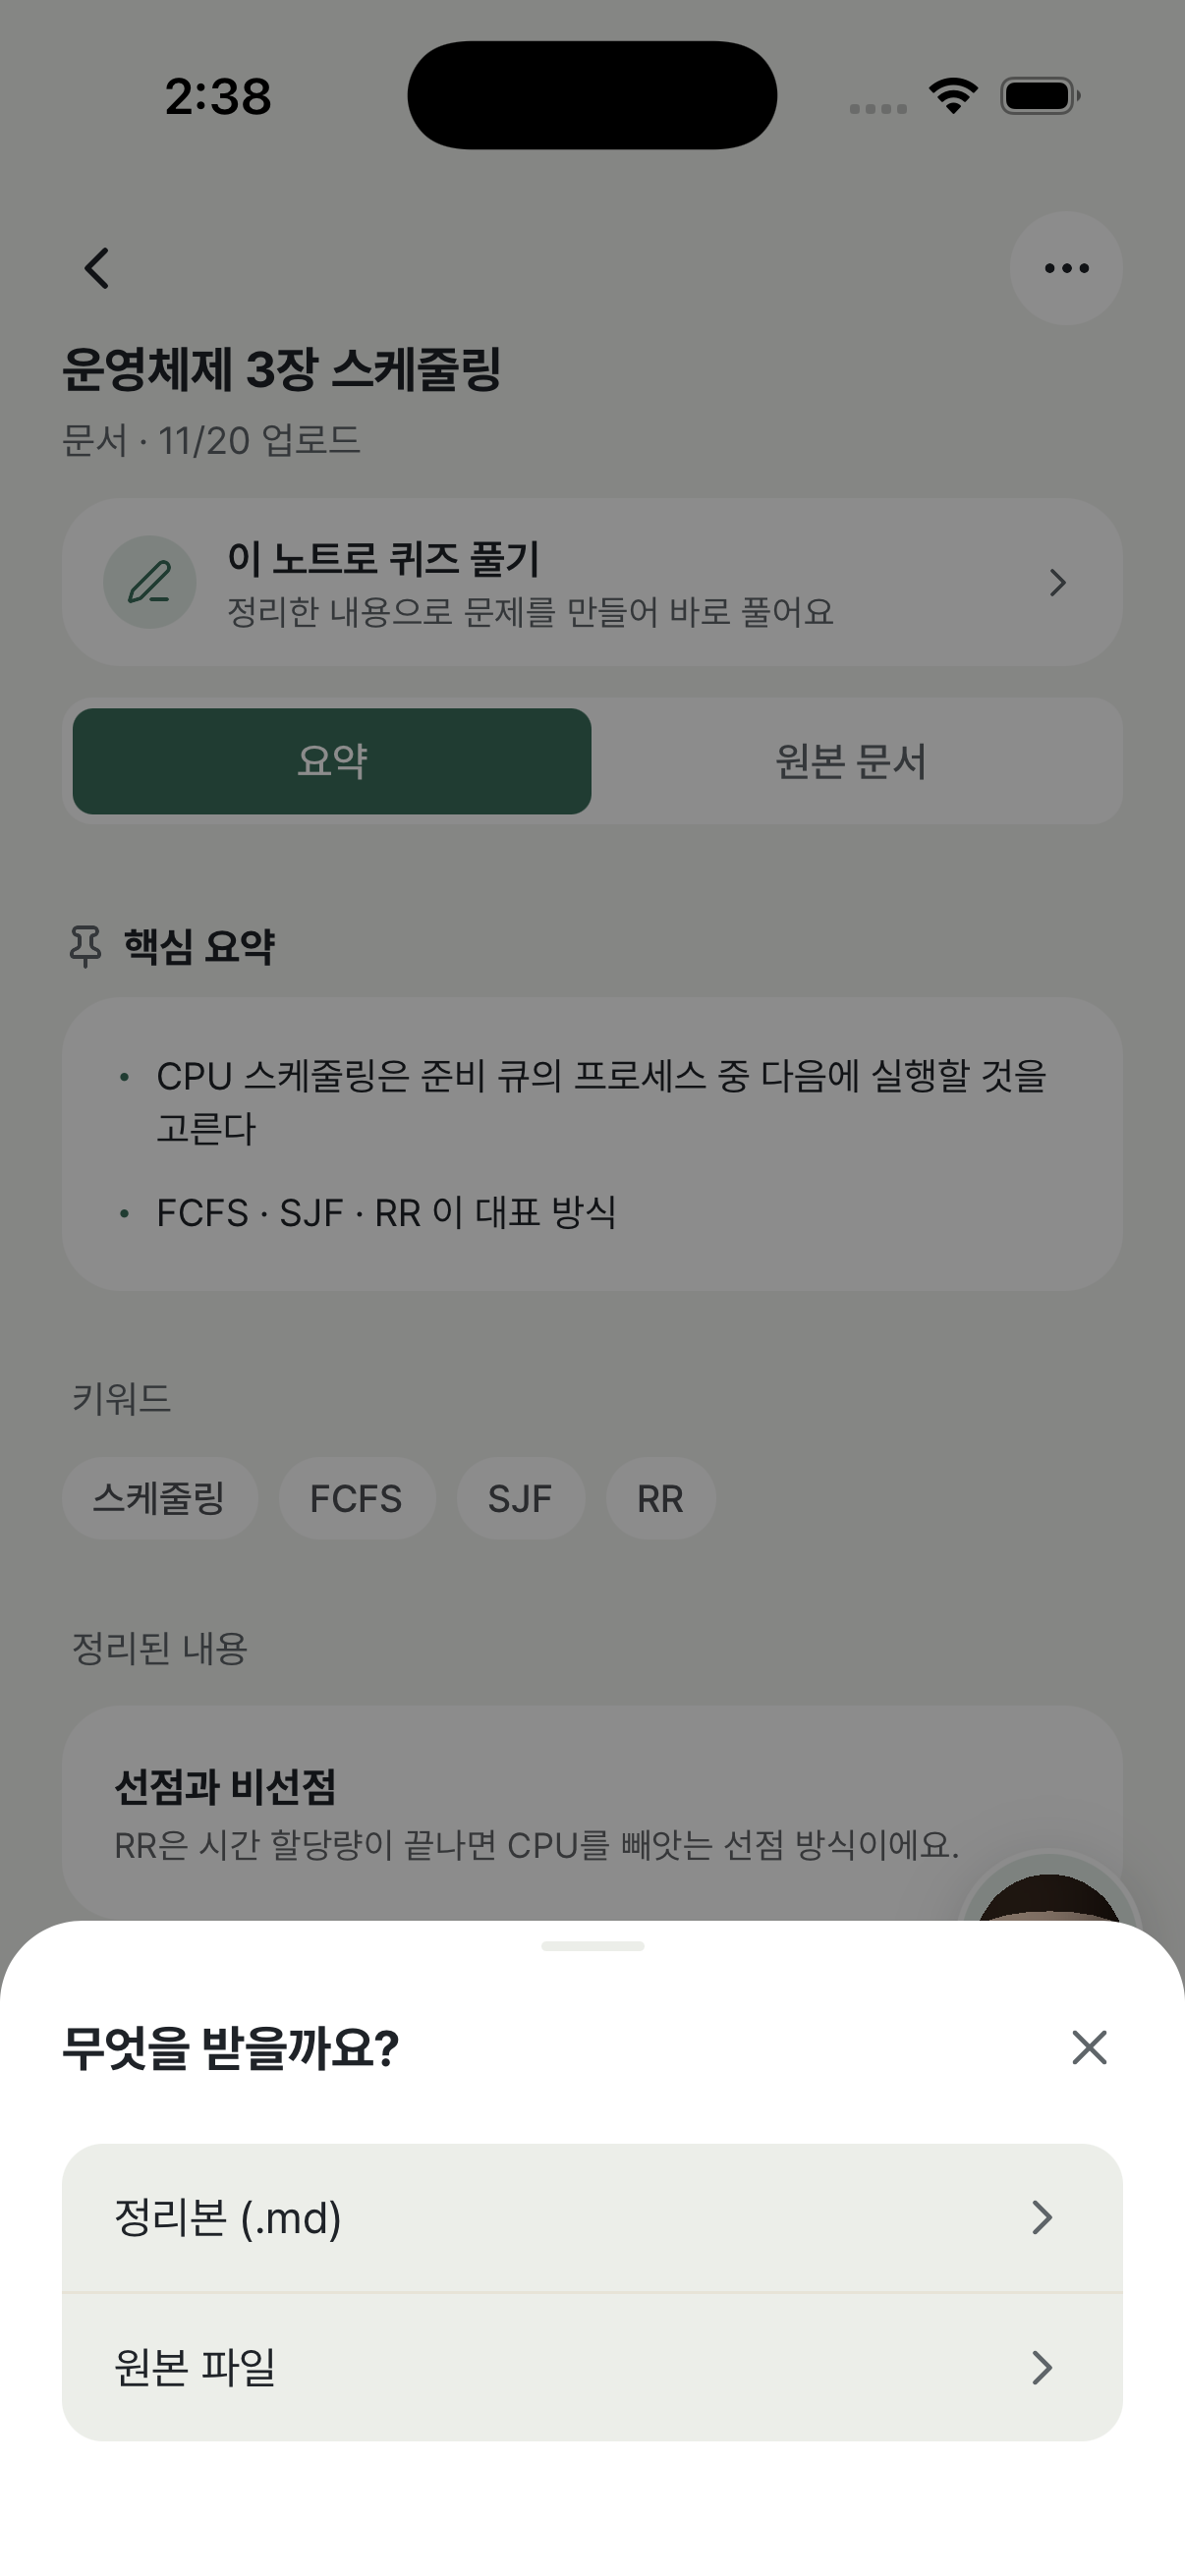 2:38
운영체제 3장 스케줄링
문서 · 11/20 업로드
이 노트로 퀴즈 풀기
정리한 내용으로 문제를 만들어 바로 풀어요
요약
원본 문서
핵심 요약
• CPU 스케줄링은 준비 큐의 프로세스 중 다음에 실행할 것을
고른다
• FCFS · SJF · RR 이 대표 방식
키워드
스케줄링 FCFS SJF RR
정리된 내용
선점과 비선점
RR은 시간 할당량이 끝나면 CPU를 빼앗는 선점 방식이에요.
무엇을 받을까요?
정리본 (.md)
원본 파일